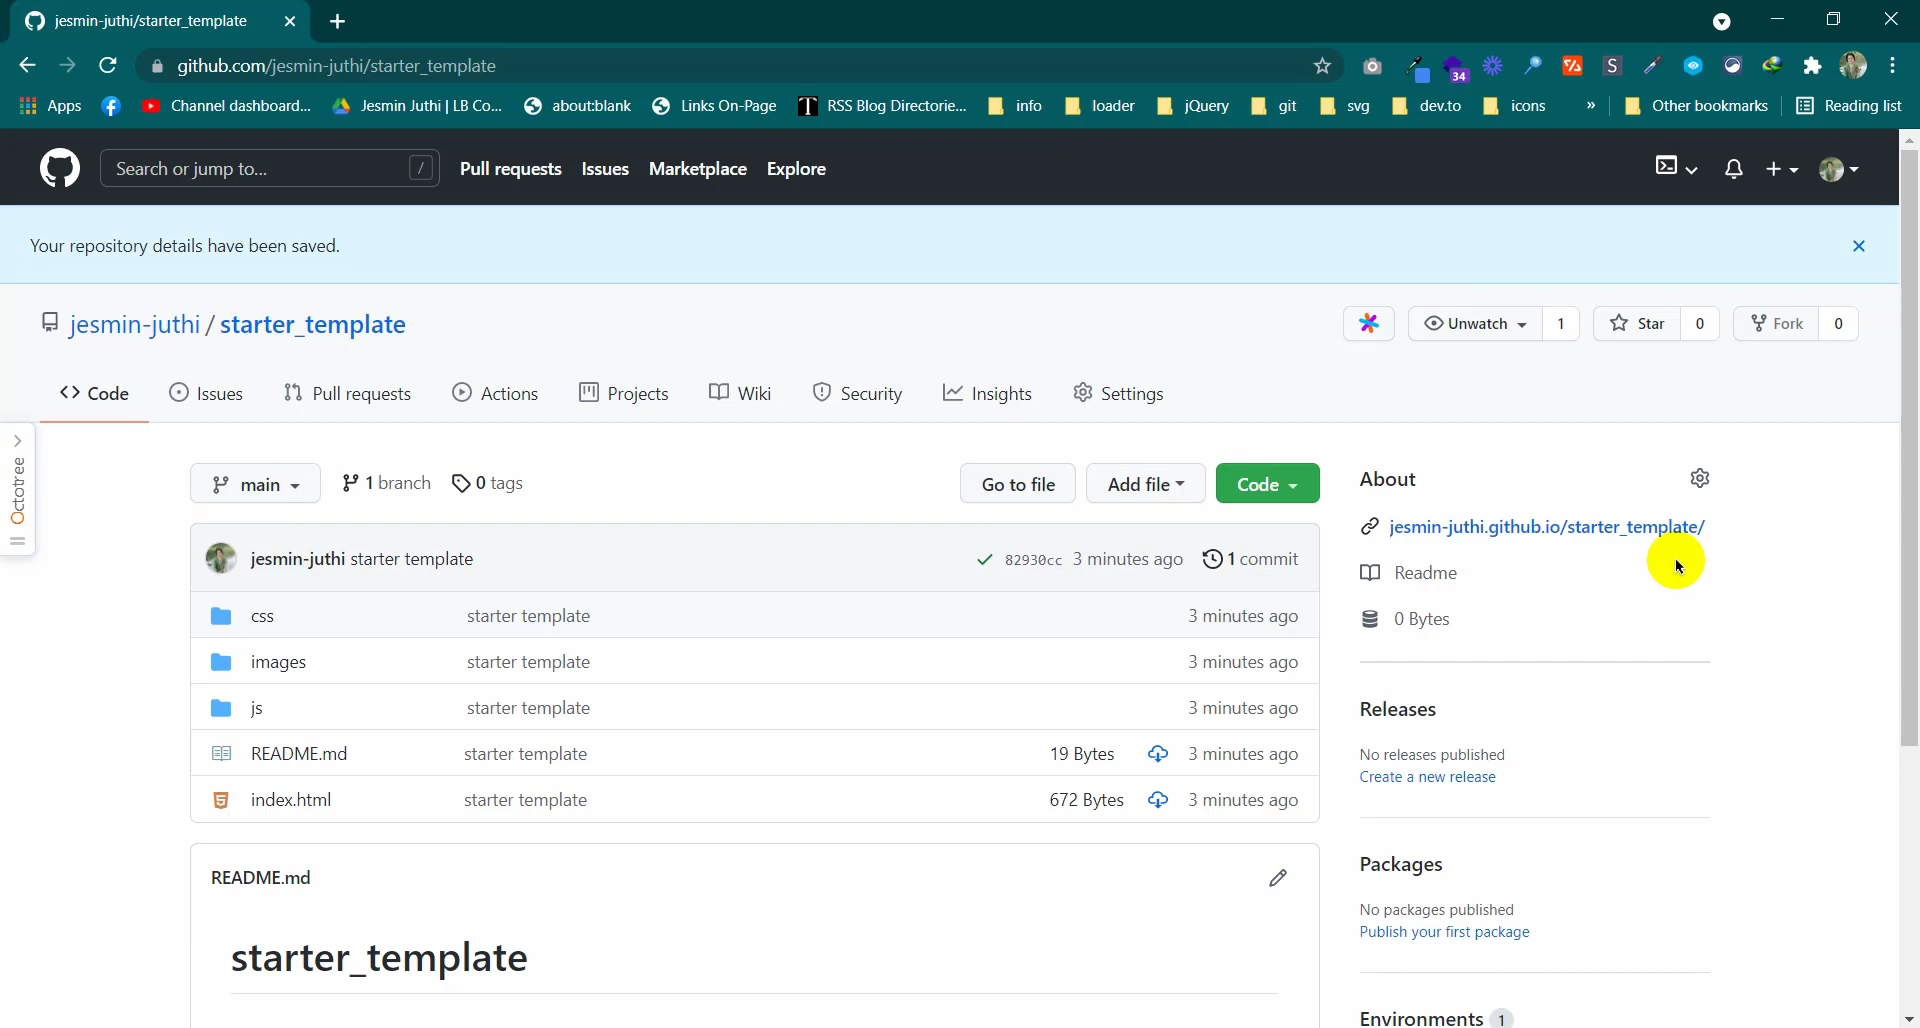 jesmin-juthi/starter_template
github.com/jesmin-juthi/starter_template
34
S
Apps
Channel dashboard...
Jesmin Juthi | LB Co...
about:blank
Links On-Page
T
RSS Blog Directorie...
info
loader
jQuery
git
svg
dev.to
icons
»
Other bookmarks
Reading list
Search or jump to...
/
Pull requests
Issues
Marketplace
Explore
Your repository details have been saved.
jesmin-juthi / starter_template
Unwatch 1
Star 0
Fork 0
Code
Issues
Pull requests
Actions
Projects
Wiki
Security
Insights
Settings
Octotree
main
1 branch
0 tags
Go to file
Add file
Code
jesmin-juthi starter template
82930cc 3 minutes ago
1 commit
css starter template 3 minutes ago
images starter template 3 minutes ago
js starter template 3 minutes ago
README.md starter template 19 Bytes 3 minutes ago
index.html starter template 672 Bytes 3 minutes ago
README.md
starter_template
About
jesmin-juthi.github.io/starter_template/
Readme
0 Bytes
Releases
No releases published
Create a new release
Packages
No packages published
Publish your first package
Environments 1